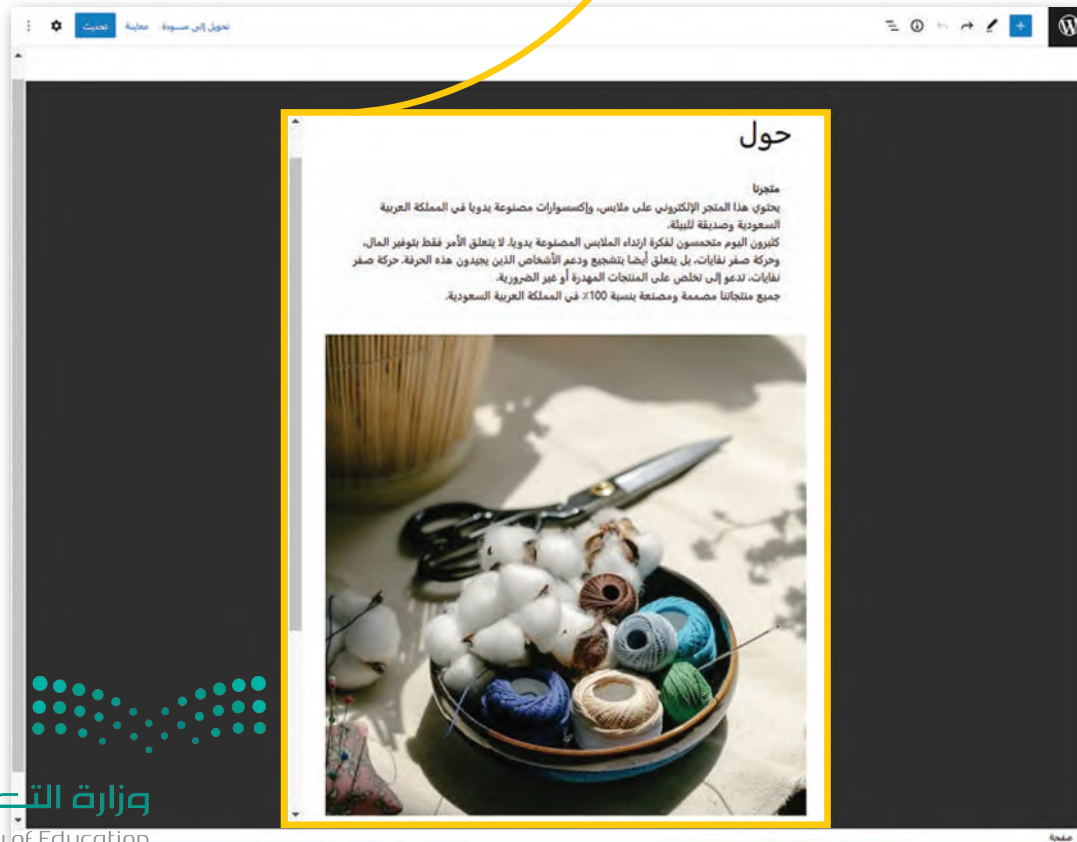 تحويل إلى مسودة معاينة تحديث
حول
متجرنا
يحتوي هذا المتجر الإلكتروني على ملابس، وإكسسوارات مصنوعة يدويا في المملكة العربية
السعودية وصديقة للبيئة.
كثيرون اليوم متحمسون لفكرة ارتداء الملابس المصنوعة يدويا. لا يتعلق الأمر فقط بتوفير المال،
وحركة صفر نفايات، بل يتعلق أيضا بتشجيع ودعم الأشخاص الذين يجيدون هذه الحرفة. حركة صفر
نفايات، تدعو إلى تخلص على المنتجات المهدرة أو غير الضرورية.
جميع منتجاتنا مصممة ومصنعة بنسبة 100٪ في المملكة العربية السعودية.
وزارة التـ
of Education
صفحة